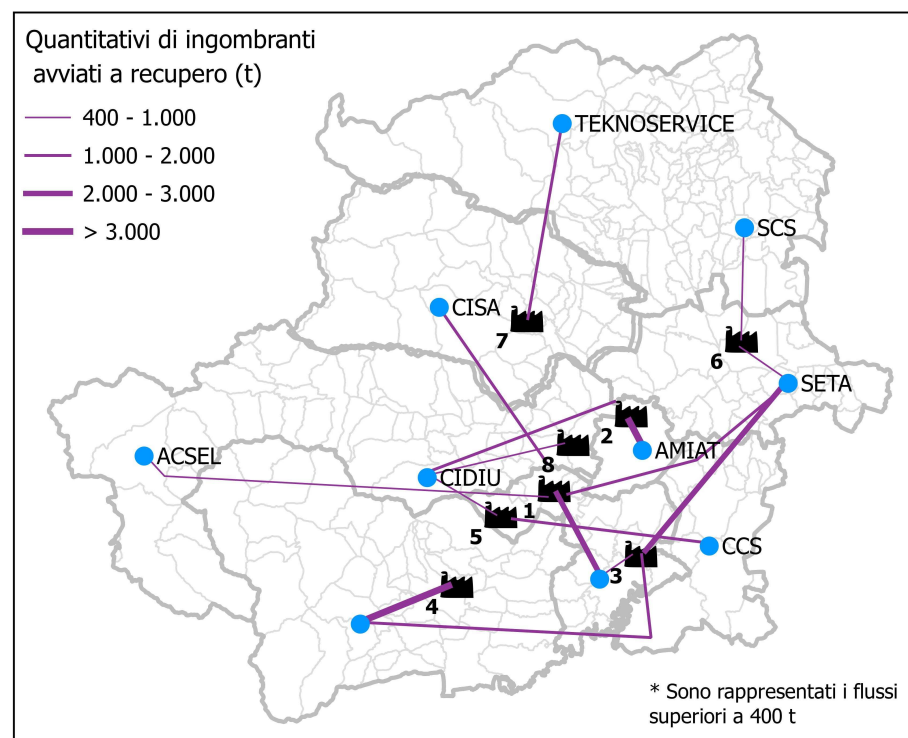 Quantitativi di ingombranti
avviati a recupero (t)
400 - 1.000
1.000 - 2.000
2.000 - 3.000
> 3.000
TEKNOSERVICE
SCS
CISA
7
6
SETA
2
ACSEL
8
AMIAT
CIDIU
1
5
CCS
3
4
* Sono rappresentati i flussi
superiori a 400 t